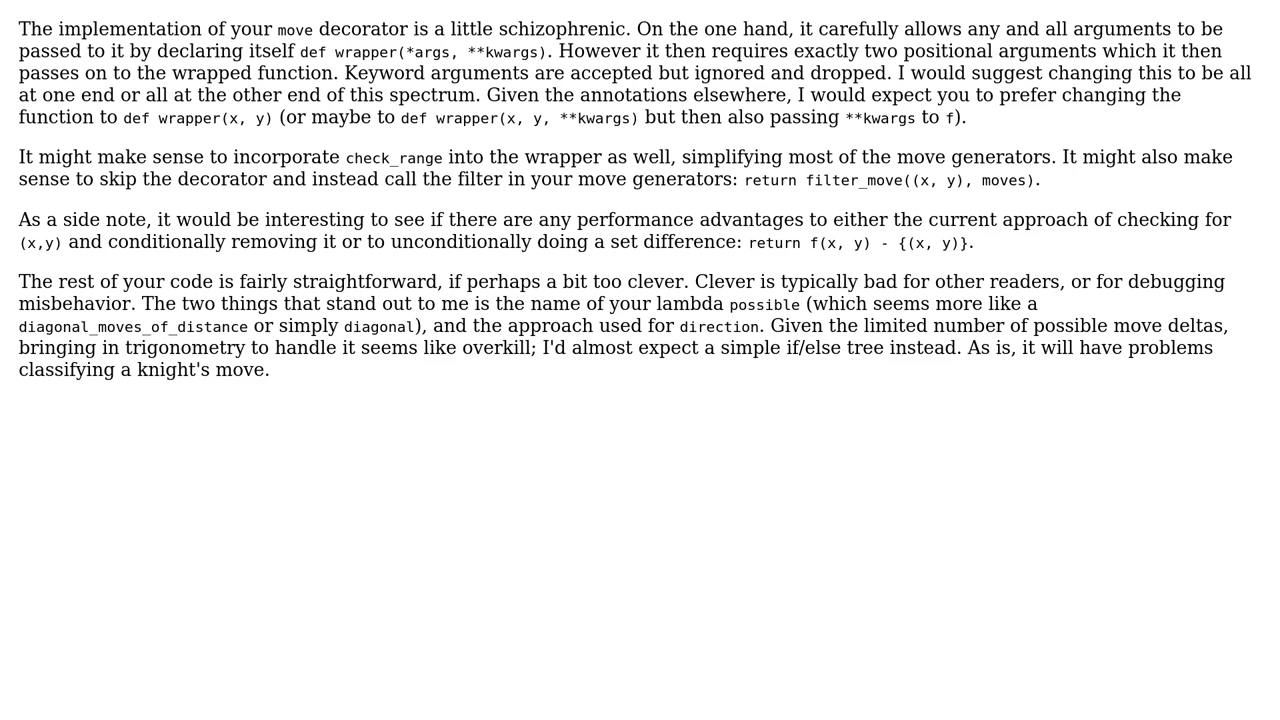 The implementation of your move decorator is a little schizophrenic. On the one hand, it carefully allows any and all arguments to be
passed to it by declaring itself def wrapper(*args, **kwargs). However it then requires exactly two positional arguments which it then
passes on to the wrapped function. Keyword arguments are accepted but ignored and dropped. I would suggest changing this to be all
at one end or all at the other end of this spectrum. Given the annotations elsewhere, I would expect you to prefer changing the
function to def wrapper(x, y) (or maybe to def wrapper(x, y, **kwargs) but then also passing **kwargs to f).
It might make sense to incorporate check_range into the wrapper as well, simplifying most of the move generators. It might also make
sense to skip the decorator and instead call the filter in your move generators: return filter_move((x, y), moves).
As a side note, it would be interesting to see if there are any performance advantages to either the current approach of checking for
(x,y) and conditionally removing it or to unconditionally doing a set difference: return f(x, y) - {(x, y)}.
The rest of your code is fairly straightforward, if perhaps a bit too clever. Clever is typically bad for other readers, or for debugging
misbehavior. The two things that stand out to me is the name of your lambda possible (which seems more like a
diagonal_moves_of_distance or simply diagonal), and the approach used for direction. Given the limited number of possible move deltas,
bringing in trigonometry to handle it seems like overkill; I'd almost expect a simple if/else tree instead. As is, it will have problems
classifying a knight's move.